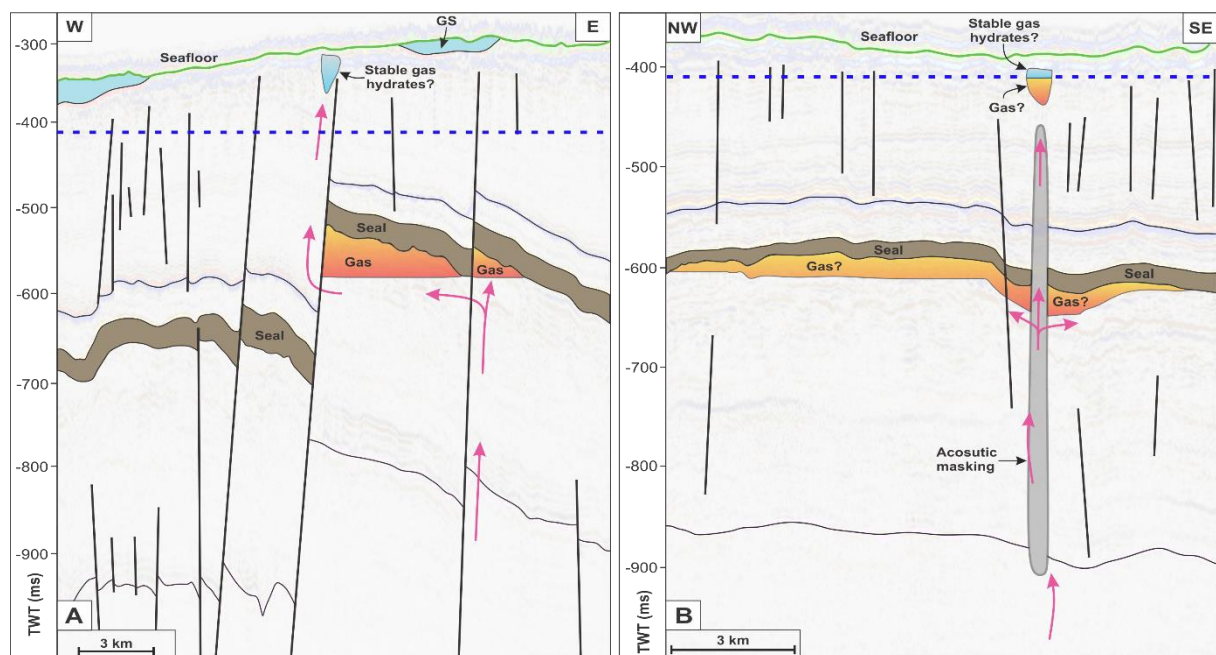 W
E
GS
Seafloor
Stable gas
hydrates?
Seal
Gas
Gas
Seal
-300
-400
-500
-600
-700
-800
-900
TWT (ms)
A
3 km
NW
SE
Stable gas
hydrates?
Seafloor
Gas?
Seal
Seal
Gas?
Gas?
Acosutic
masking
-400
-500
-600
-700
-800
-900
TWT (ms)
B
3 km